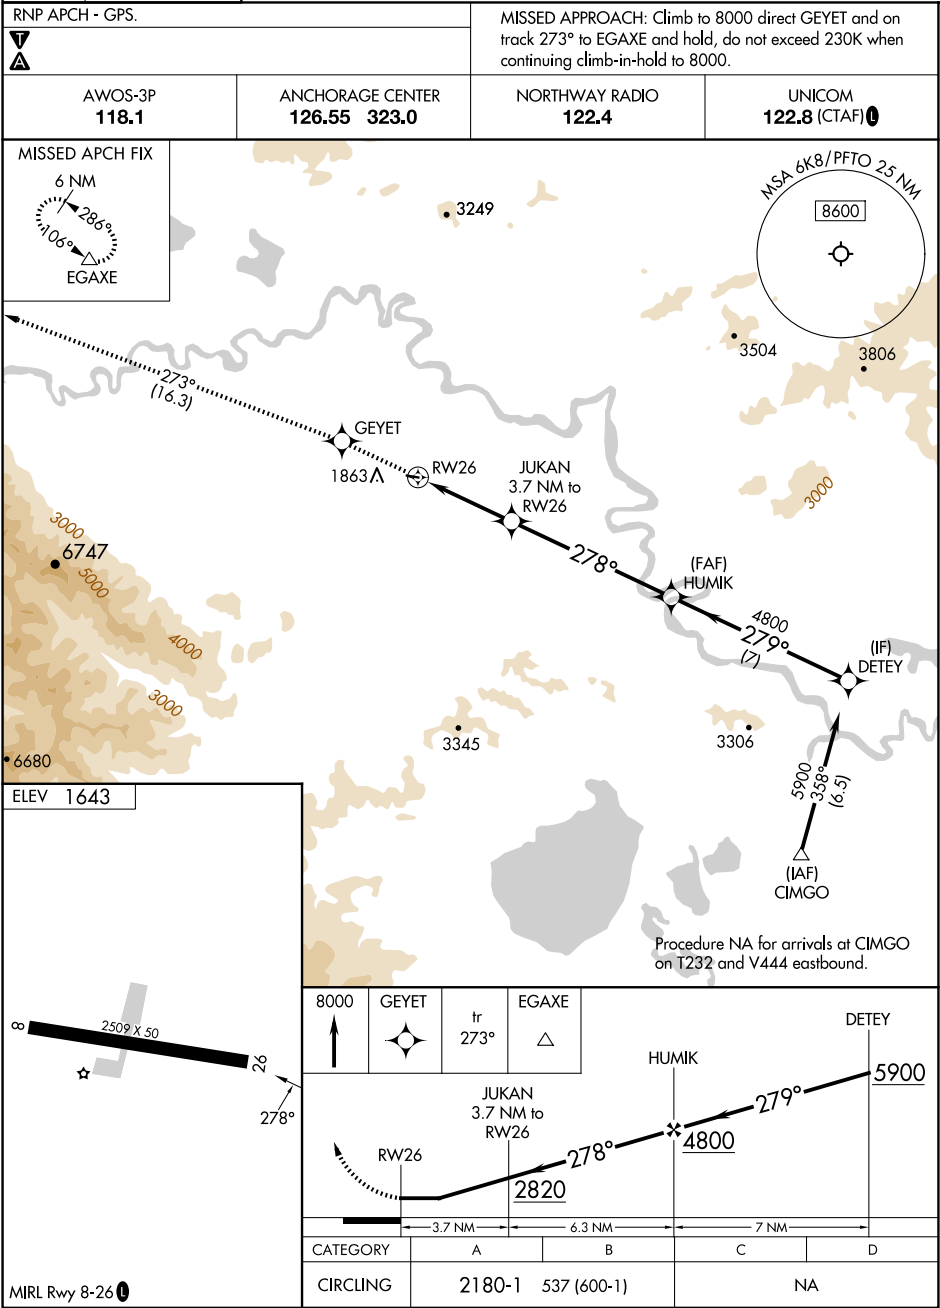 RNP APCH - GPS.
T
A
MISSED APPROACH: Climb to 8000 direct GEYET and on
track 273° to EGAXE and hold, do not exceed 230K when
continuing climb-in-hold to 8000.
AWOS-3P
118.1
ANCHORAGE CENTER
126.55 323.0
NORTHWAY RADIO
122.4
UNICOM
122.8 (CTAF) L
MISSED APCH FIX
6 NM
286°
106°
EGAXE
3249
MSA 6K8/PFTO 25 NM
8600
3504
3806
273°
(16.3)
GEYET
1863
RW26
JUKAN
3.7 NM to
RW26
3000
3000
6747
5000
4000
3000
278°
(FAF)
HUMIK
4800
279°
(7)
(IF)
DETEY
3345
3306
6680
5900
358°
(6.5)
(IAF)
CIMGO
Procedure NA for arrivals at CIMGO
on T232 and V444 eastbound.
ELEV 1643
8
2509 X 50
26
278°
MIRL Rwy 8-26 L
8000
GEYET
tr
273°
EGAXE
DETEY
HUMIK
5900
JUKAN
3.7 NM to
RW26
279°
RW26
278°
4800
2820
3.7 NM
6.3 NM
7 NM
CATEGORY A B C D
CIRCLING 2180-1 537 (600-1) NA